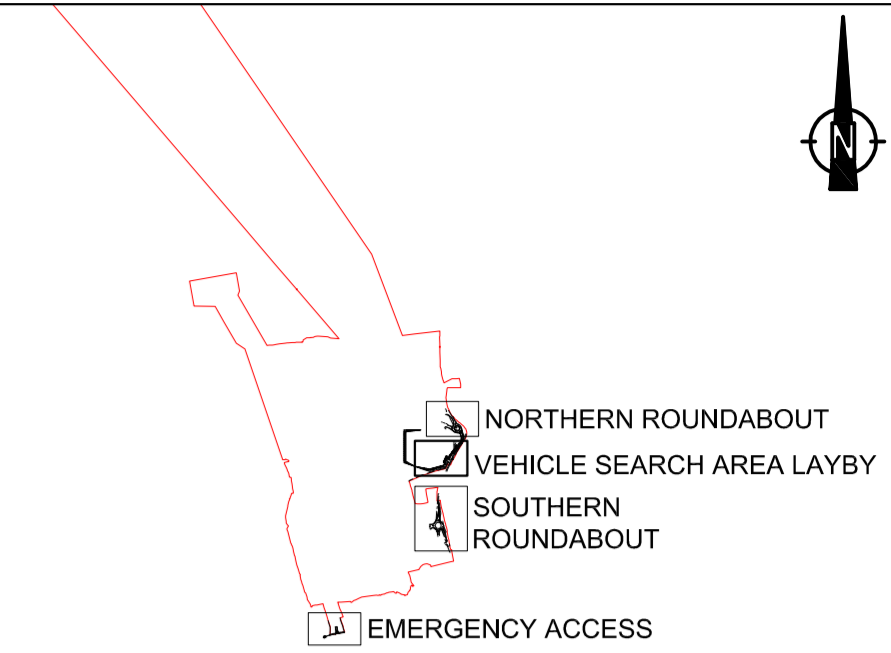 N
NORTHERN ROUNDABOUT
VEHICLE SEARCH AREA LAYBY
SOUTHERN
ROUNDABOUT
EMERGENCY ACCESS